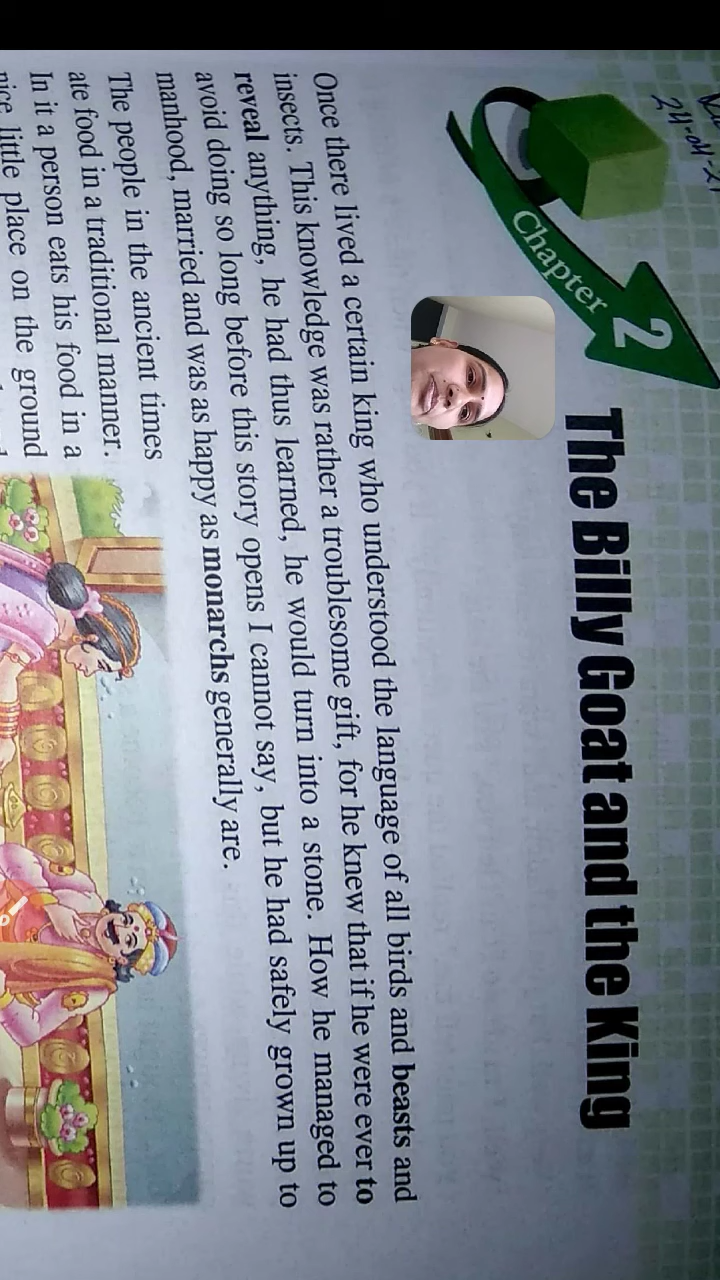 24-04-21
Chapter 2
The Billy Goat and the King
Once there lived a certain king who understood the language of all birds and beasts and
insects. This knowledge was rather a troublesome gift, for he knew that if he were ever to
reveal anything, he had thus learned, he would turn into a stone. How he managed to
avoid doing so long before this story opens I cannot say, but he had safely grown up to
manhood, married and was as happy as monarchs generally are.
The people in the ancient times
ate food in a traditional manner.
In it a person eats his food in a
nice little place on the ground